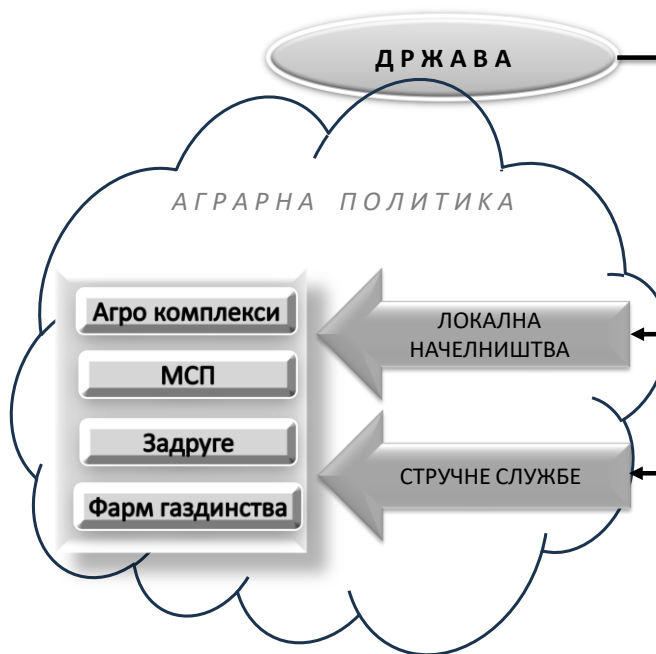 ДРЖАВА
АГРАРНА ПОЛИТИКА
Агро комплекси
МСП
Задруге
Фарм газдинства
ЛОКАЛНА
НАЧЕЛНИШТВА
СТРУЧНЕ СЛУЖБЕ